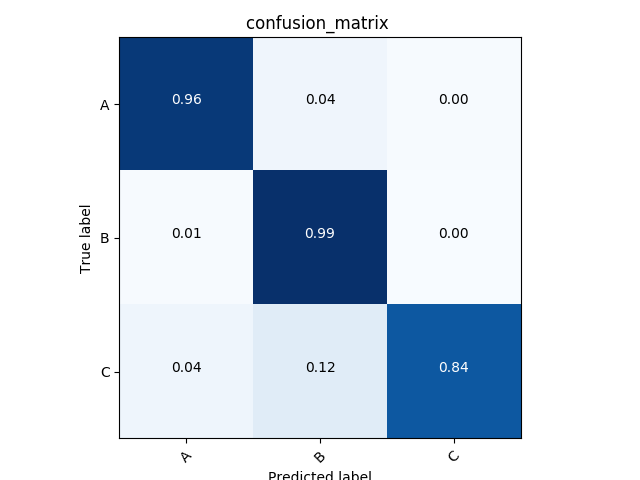 confusion_matrix
A 0.96 0.04 0.00
B 0.01 0.99 0.00
C 0.04 0.12 0.84
True label
A B C
Predicted label